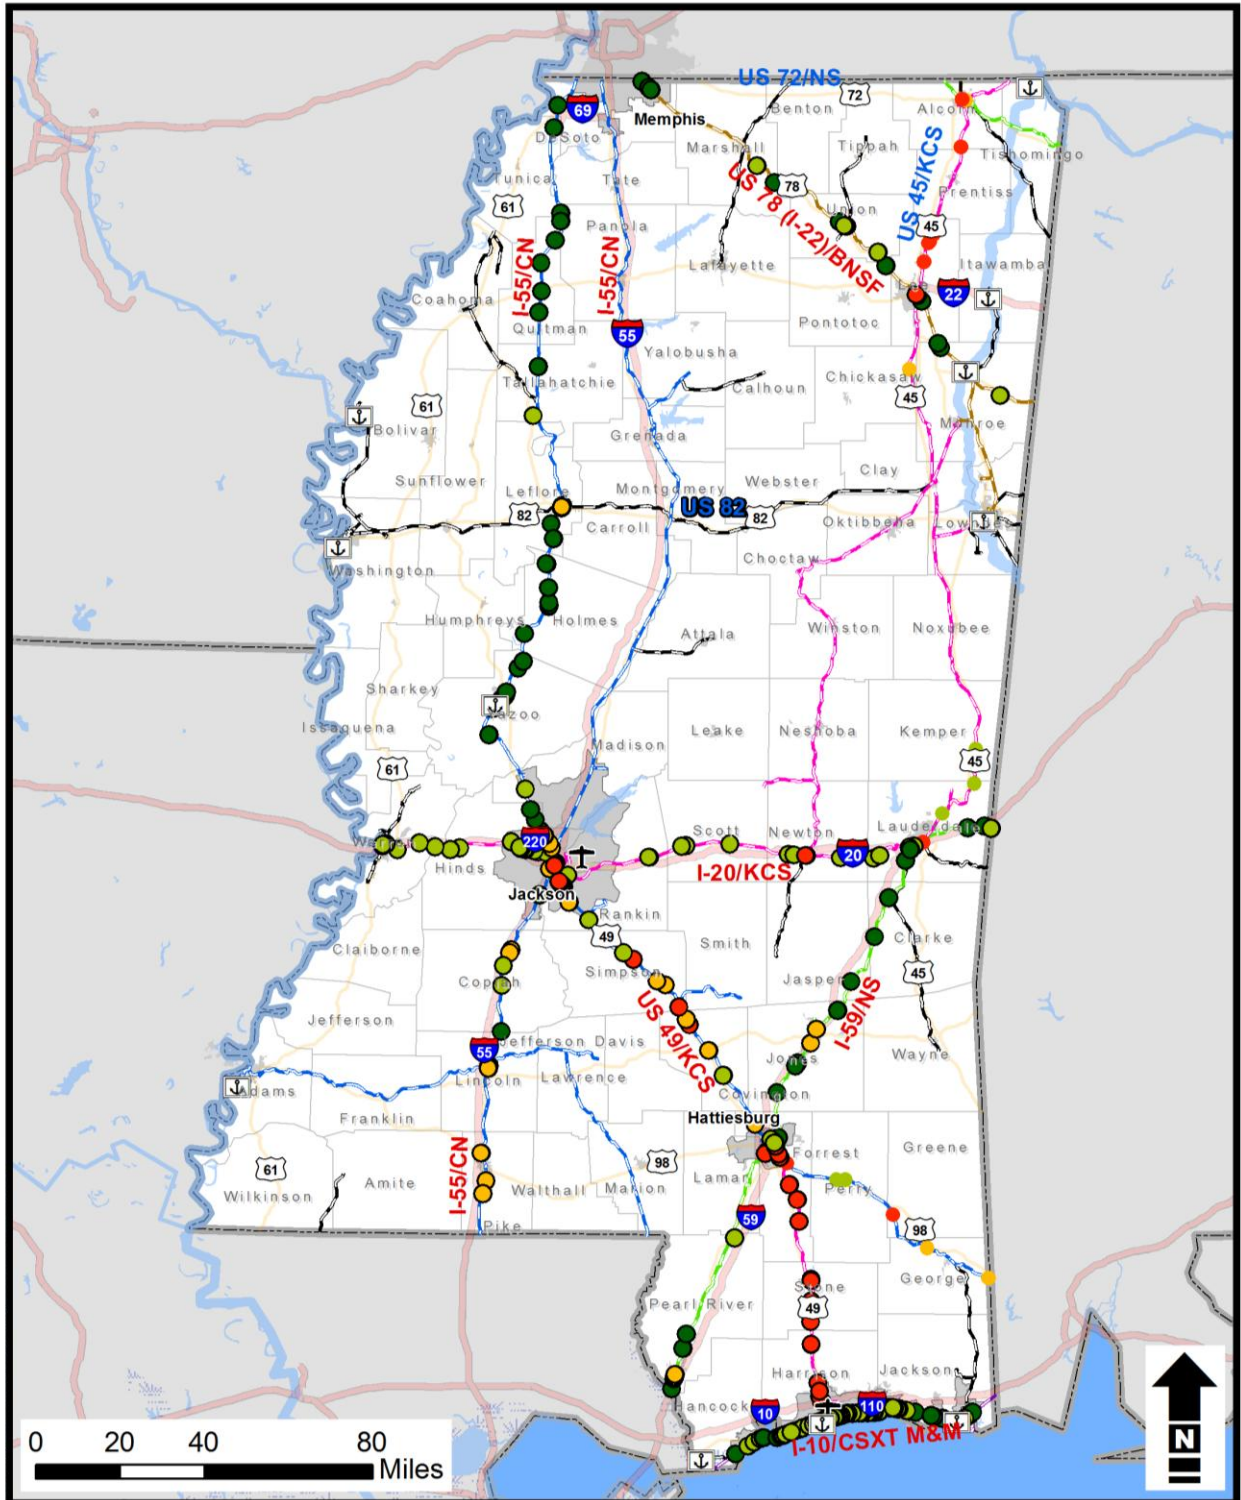 US 72/NS
72
Benton
Alcorn
69
Memphis
DeSoto
Marshall
Tippah
Tishomingo
US 45/KCS
Tunica
Tate
78
Prentiss
61
US 78 (I-22)/BNSF
Union
45
Panola
I-55/CN
I-55/CN
Lafayette
Itawamba
Lee
22
Coahoma
Quitman
Pontotoc
55
Yalobusha
Tallahatchie
Calhoun
Chickasaw
61
45
Bolivar
Monroe
Grenada
Clay
Sunflower
Leflore
Montgomery
Webster
US 82
82
82
Carroll
Oktibbeha
Lowndes
Choctaw
Washington
Humphreys
Holmes
Attala
Winston
Noxubee
Sharkey
Yazoo
Issaquena
Leake
Neshoba
Kemper
Madison
45
61
Scott
Newton
Lauderdale
Warren
220
20
Hinds
I-20/KCS
Jackson
Rankin
49
Smith
Clarke
Claiborne
Simpson
45
Copiah
Jasper
US 49/KCS
I-59/NS
Jefferson
55
Jefferson Davis
Jones
Wayne
Lincoln
Lawrence
Adams
Covington
Franklin
Hattiesburg
Forrest
Greene
I-55/CN
98
61
Lamar
Perry
Wilkinson
Amite
Walthall
Marion
59
Pike
98
George
Stone
Pearl River
49
Harrison
Jackson
Hancock
10
110
I-10/CSXT M&M
0 20 40 80
Miles
N